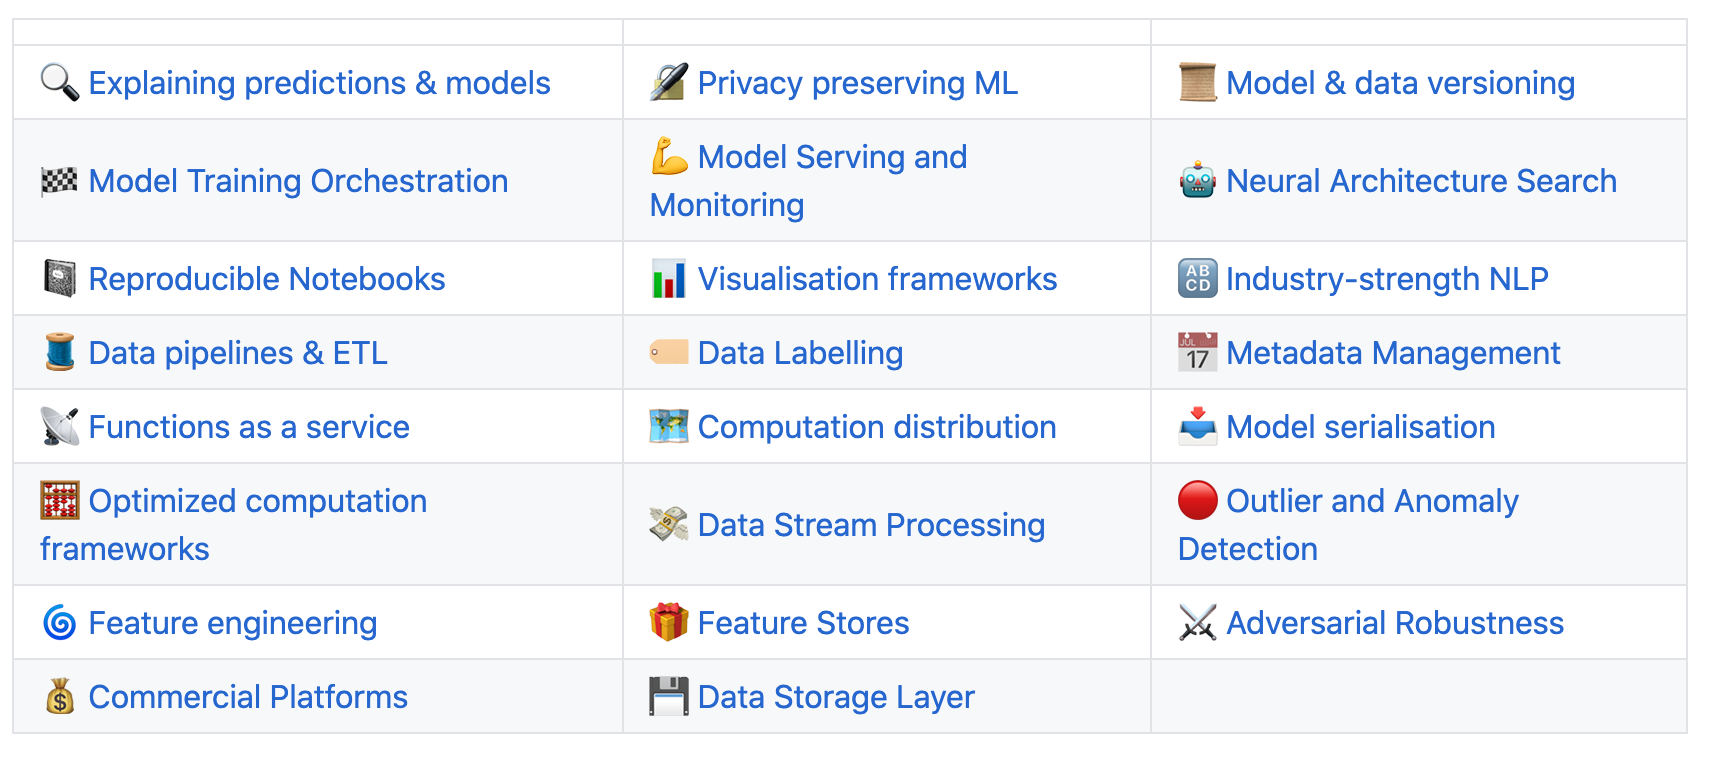 Explaining predictions & models
Privacy preserving ML
Model & data versioning
Model Training Orchestration
Model Serving and
Monitoring
Neural Architecture Search
Reproducible Notebooks
Visualisation frameworks
Industry-strength NLP
Data pipelines & ETL
Data Labelling
Metadata Management
Functions as a service
Computation distribution
Model serialisation
Optimized computation
frameworks
Data Stream Processing
Outlier and Anomaly
Detection
Feature engineering
Feature Stores
Adversarial Robustness
Commercial Platforms
Data Storage Layer